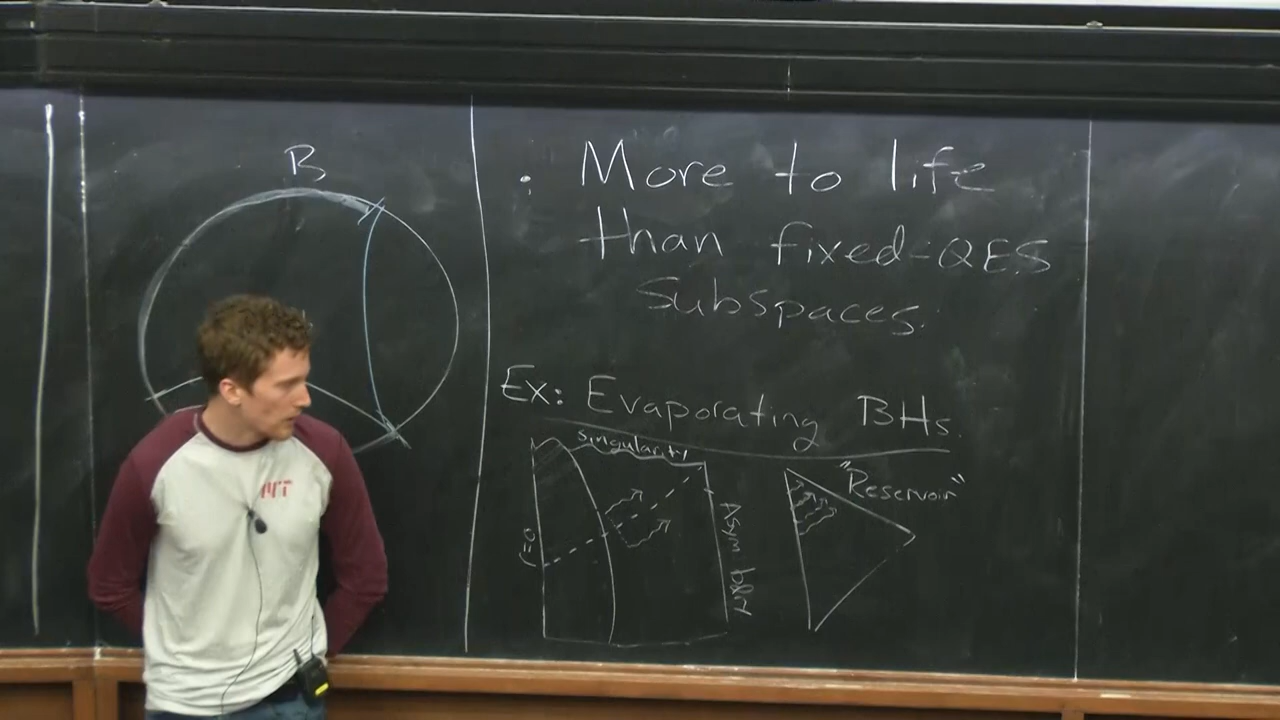 B
• More to life
than fixed-QES
Subspaces.
Ex: Evaporating BHs.
Singularity
r=0
Asym bdry
"Reservoir"
MIT